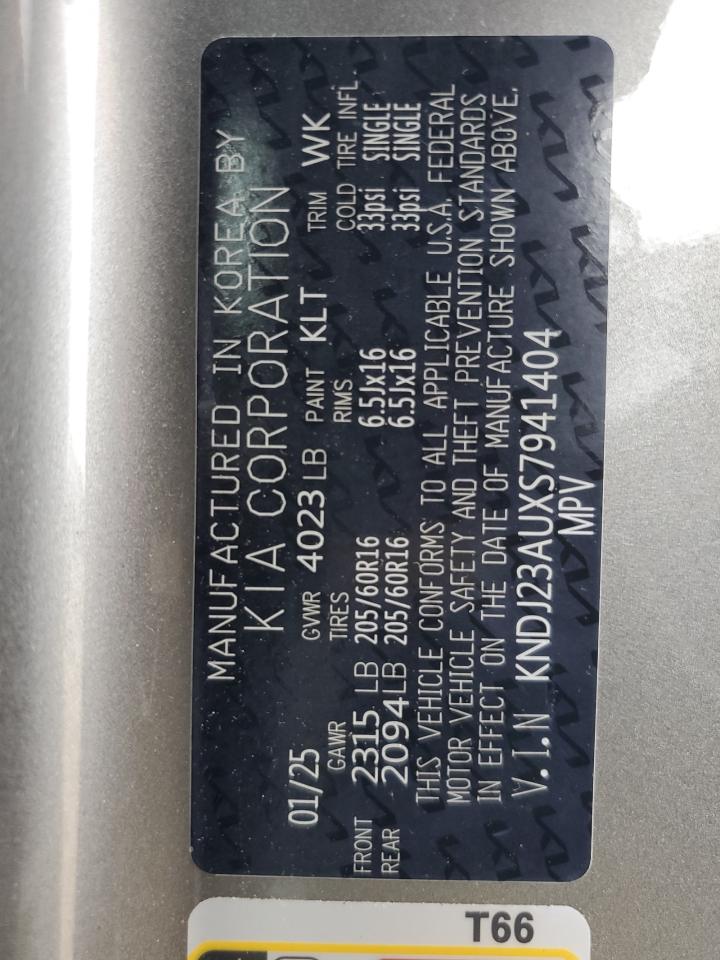 MANUFACTURED IN KOREA BY
KIA CORPORATION
01/25 GVWR 4023 LB PAINT KLT TRIM WK
GAWR TIRES RIMS COLD TIRE INFL
FRONT 2315 LB 205/60R16 6.5Jx16 33psi SINGLE
REAR 2094 LB 205/60R16 6.5Jx16 33psi SINGLE
THIS VEHICLE CONFORMS TO ALL APPLICABLE U.S.A. FEDERAL
MOTOR VEHICLE SAFETY AND THEFT PREVENTION STANDARDS
IN EFFECT ON THE DATE OF MANUFACTURE SHOWN ABOVE.
V.I.N KNDJ23AUXS7941404
MPV
T66